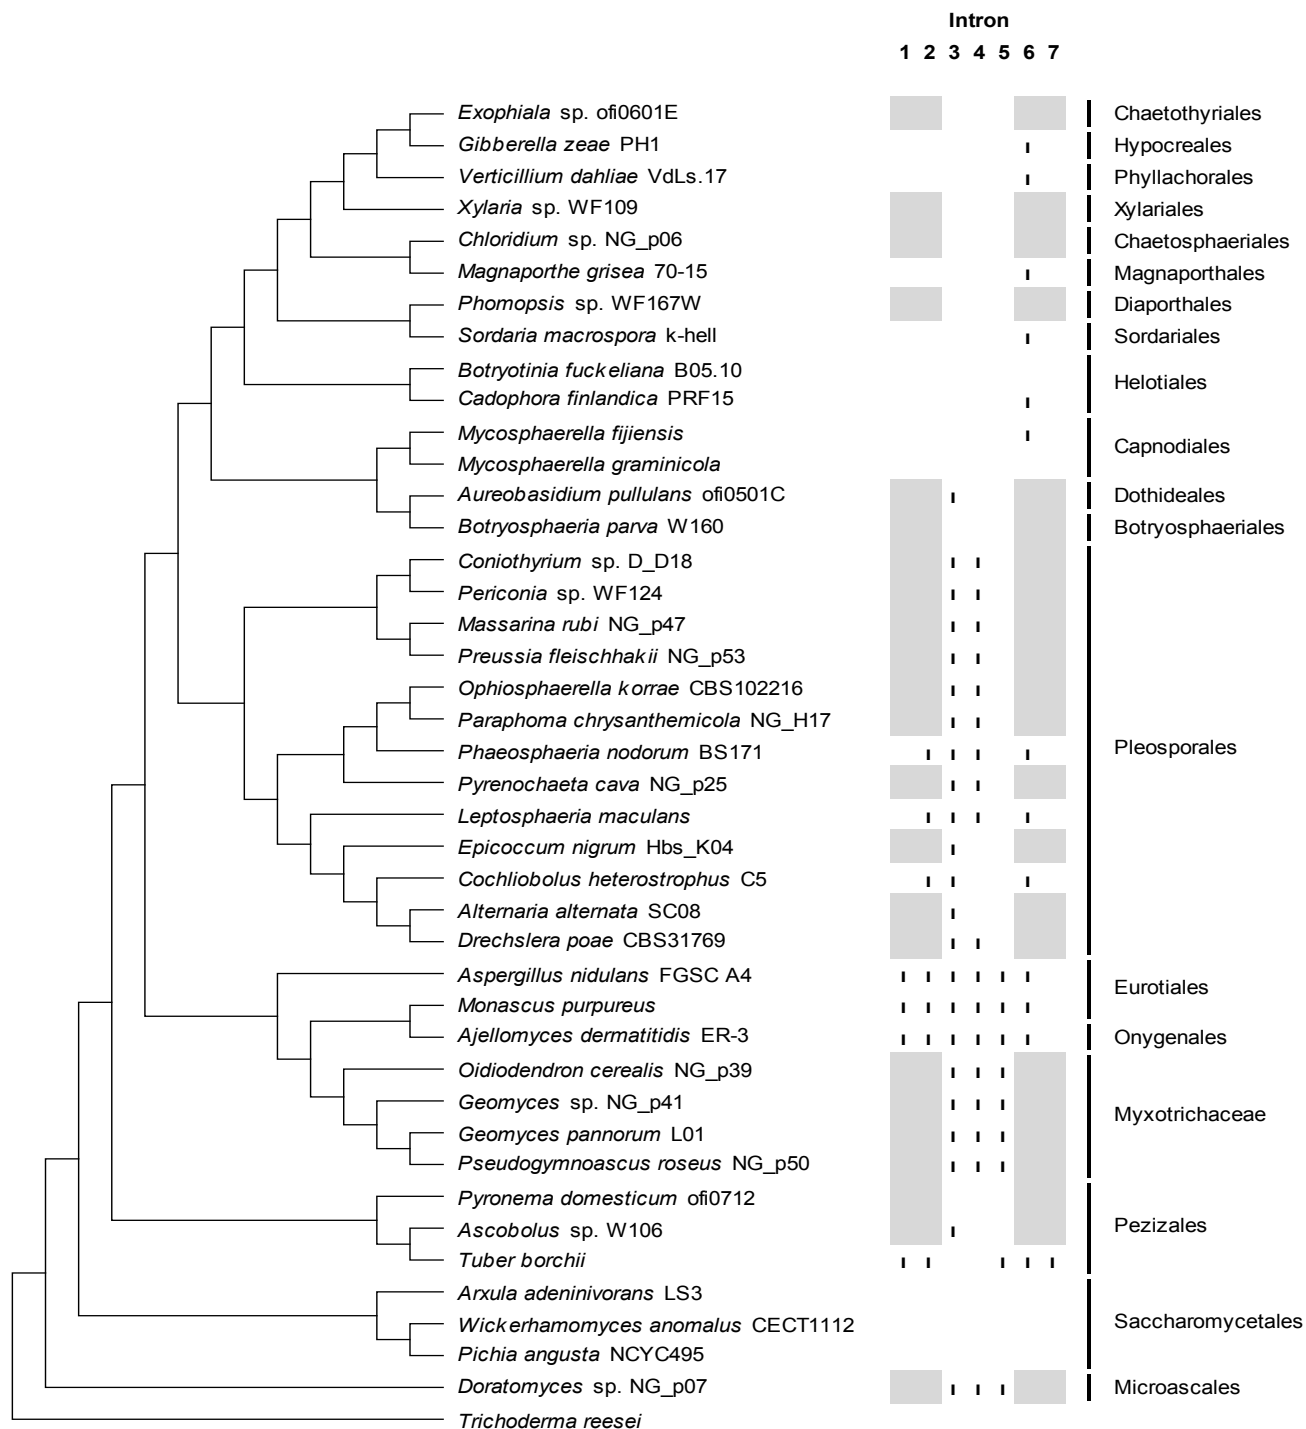 Intron
1 2 3 4 5 6 7
Exophiala sp. ofi0601E Chaetothyriales
Gibberella zeae PH1 Hypocreales
Verticillium dahliae VdLs.17 Phyllachorales
Xylaria sp. WF109 Xylariales
Chloridium sp. NG_p06 Chaetosphaeriales
Magnaporthe grisea 70-15 Magnaporthales
Phomopsis sp. WF167W Diaporthales
Sordaria macrospora k-hell Sordariales
Botryotinia fuckeliana B05.10
Helotiales
Cadophora finlandica PRF15
Mycosphaerella fijiensis
Capnodiales
Mycosphaerella graminicola
Aureobasidium pullulans ofi0501C Dothideales
Botryosphaeria parva W160 Botryosphaeriales
Coniothyrium sp. D_D18
Periconia sp. WF124
Massarina rubi NG_p47
Preussia fleischhakii NG_p53
Ophiosphaerella korrae CBS102216
Paraphoma chrysanthemicola NG_H17
Phaeosphaeria nodorum BS171 Pleosporales
Pyrenochaeta cava NG_p25
Leptosphaeria maculans
Epicoccum nigrum Hbs_K04
Cochliobolus heterostrophus C5
Alternaria alternata SC08
Drechslera poae CBS31769
Aspergillus nidulans FGSC A4
Eurotiales
Monascus purpureus
Ajellomyces dermatitidis ER-3 Onygenales
Oidiodendron cerealis NG_p39
Geomyces sp. NG_p41
Myxotrichaceae
Geomyces pannorum L01
Pseudogymnoascus roseus NG_p50
Pyronema domesticum ofi0712
Pezizales
Ascobolus sp. W106
Tuber borchii
Arxula adeninivorans LS3
Wickerhamomyces anomalus CECT1112 Saccharomycetales
Pichia angusta NCYC495
Doratomyces sp. NG_p07 Microascales
Trichoderma reesei